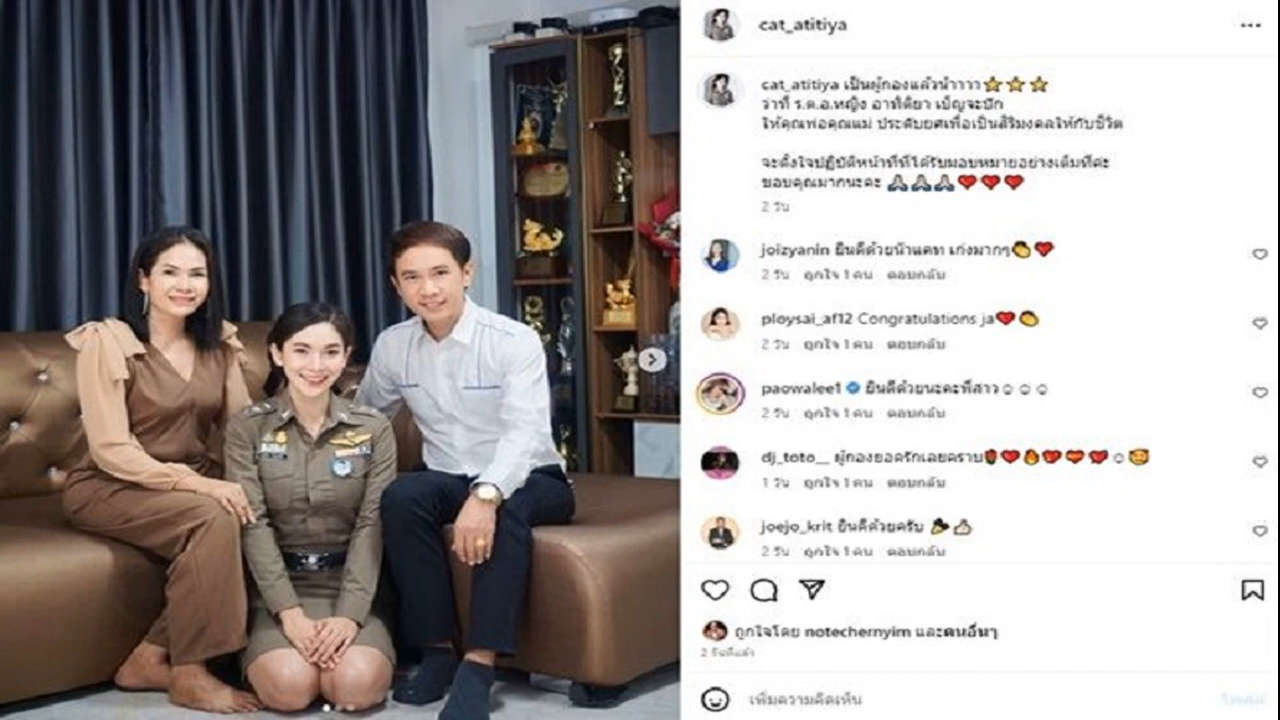 cat_atitiya
cat_atitiya เป็นผู้กองแล้วน้าาาา⭐⭐⭐
ว่าที่ ร.ต.อ.หญิง อาทิติยา เบ็ญจะปัก
ให้คุณพ่อคุณแม่ ประดับยศเพื่อเป็นสิริมงคลให้กับชีวิต
จะตั้งใจปฏิบัติหน้าที่ที่ได้รับมอบหมายอย่างเต็มที่ค่ะ
ขอบคุณมากนะคะ 🙏🙏🙏❤️❤️❤️
2 วัน
joizyanin ยินดีด้วยน้าแคท เก่งมากๆ👏❤️
2 วัน ถูกใจ 1 คน ตอบกลับ
ploysai_af12 Congratulations ja❤️👏
2 วัน ถูกใจ 1 คน ตอบกลับ
paowalee1 ยินดีด้วยนะคะพี่สาว☺☺☺
2 วัน ถูกใจ 1 คน ตอบกลับ
dj_toto__ ผู้กองยอดรักเลยคราบ🌹❤️🔥💖❤️💖☺🥰
1 วัน ถูกใจ 1 คน ตอบกลับ
joejo_krit ยินดีด้วยครับ 🎉👍
2 วัน ถูกใจ 1 คน ตอบกลับ
ถูกใจโดย notechernyim และคนอื่นๆ
2 วันที่แล้ว
เพิ่มความคิดเห็น
โพสต์